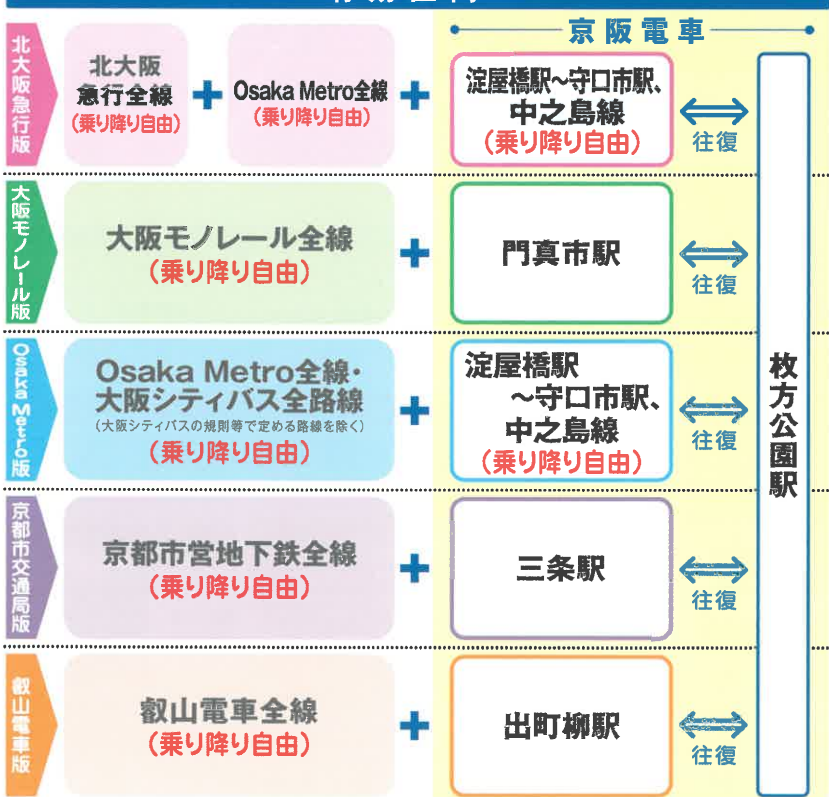 京阪電車
北大阪急行版
北大阪
急行全線
(乗り降り自由)
+
Osaka Metro全線
(乗り降り自由)
+
淀屋橋駅~守口市駅、
中之島線
(乗り降り自由)
往復
大阪モノレール版
大阪モノレール全線
(乗り降り自由)
+
門真市駅
往復
Osaka Metro版
Osaka Metro全線・
大阪シティバス全路線
(大阪シティバスの規則等で定める路線を除く)
(乗り降り自由)
+
淀屋橋駅
~守口市駅、
中之島線
(乗り降り自由)
往復
枚方公園駅
京都市交通局版
京都市営地下鉄全線
(乗り降り自由)
+
三条駅
往復
叡山電車版
叡山電車全線
(乗り降り自由)
+
出町柳駅
往復